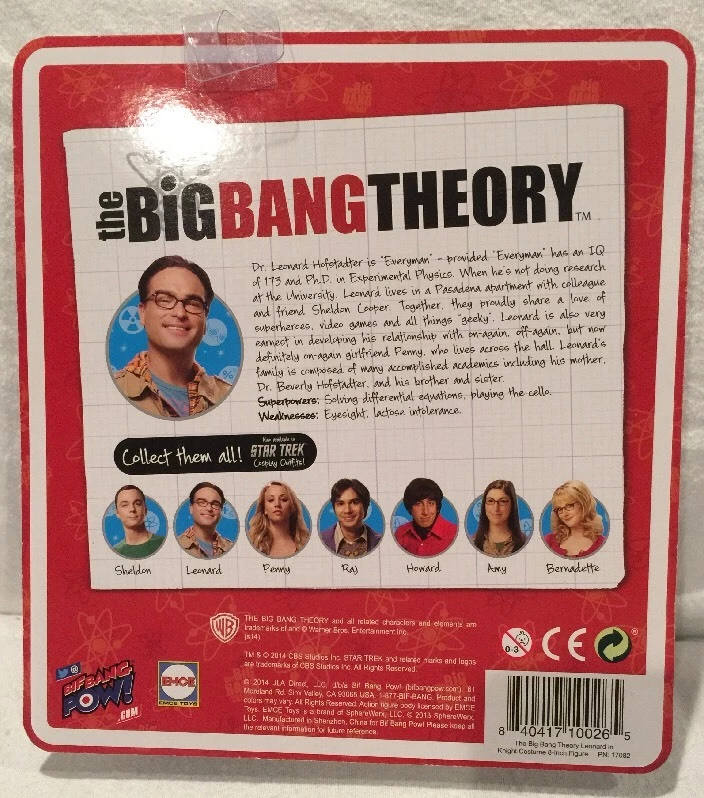 the BiG BANG THEORY TM
Dr. Leonard Hofstadter is "Everyman" - provided "Everyman" has an IQ
of 173 and Ph.D. in Experimental Physics. When he's not doing research
at the University, Leonard lives in a Pasadena apartment with colleague
and friend Sheldon Cooper. Together, they proudly share a love of
superheroes, video games and all things "geeky". Leonard is also very
earnest in developing his relationship with on-again, off-again, but now
definitely on-again girlfriend Penny, who lives across the hall. Leonard's
family is composed of many accomplished academics including his mother,
Dr. Beverly Hofstadter, and his brother and sister.
Superpowers: Solving differential equations, playing the cello.
Weaknesses: Eyesight, lactose intolerance.
Collect them all!
Now available in
STAR TREK
Cosplay Outfits!
Sheldon Leonard Penny Raj Howard Amy Bernadette
WB
THE BIG BANG THEORY and all related characters and elements are
trademarks of and © Warner Bros. Entertainment Inc.
(s14)
TM & © 2014 CBS Studios Inc. STAR TREK and related marks and logos
are trademarks of CBS Studios Inc. All Rights Reserved.
© 2014 JLA Direct, LLC. d/b/a Bif Bang Pow! (bifbangpow.com). 61
Moreland Rd. Simi Valley, CA 93065 USA. 1-877-BIF-BANG. Product and
colors may vary. All Rights Reserved. Action figure body licensed by EMCE
Toys. EMCE Toys is a brand of SphereWerx, LLC. © 2013 SphereWerx,
LLC. Manufactured in Shenzhen, China for Bif Bang Pow! Please keep all
the relevant information for future reference.
BIF BANG
POW!
.COM
EMCE
EMCE TOYS
0-3
CE
®
8 40417 10026 5
The Big Bang Theory Leonard in
Knight Costume 8-Inch Figure PN: 17082